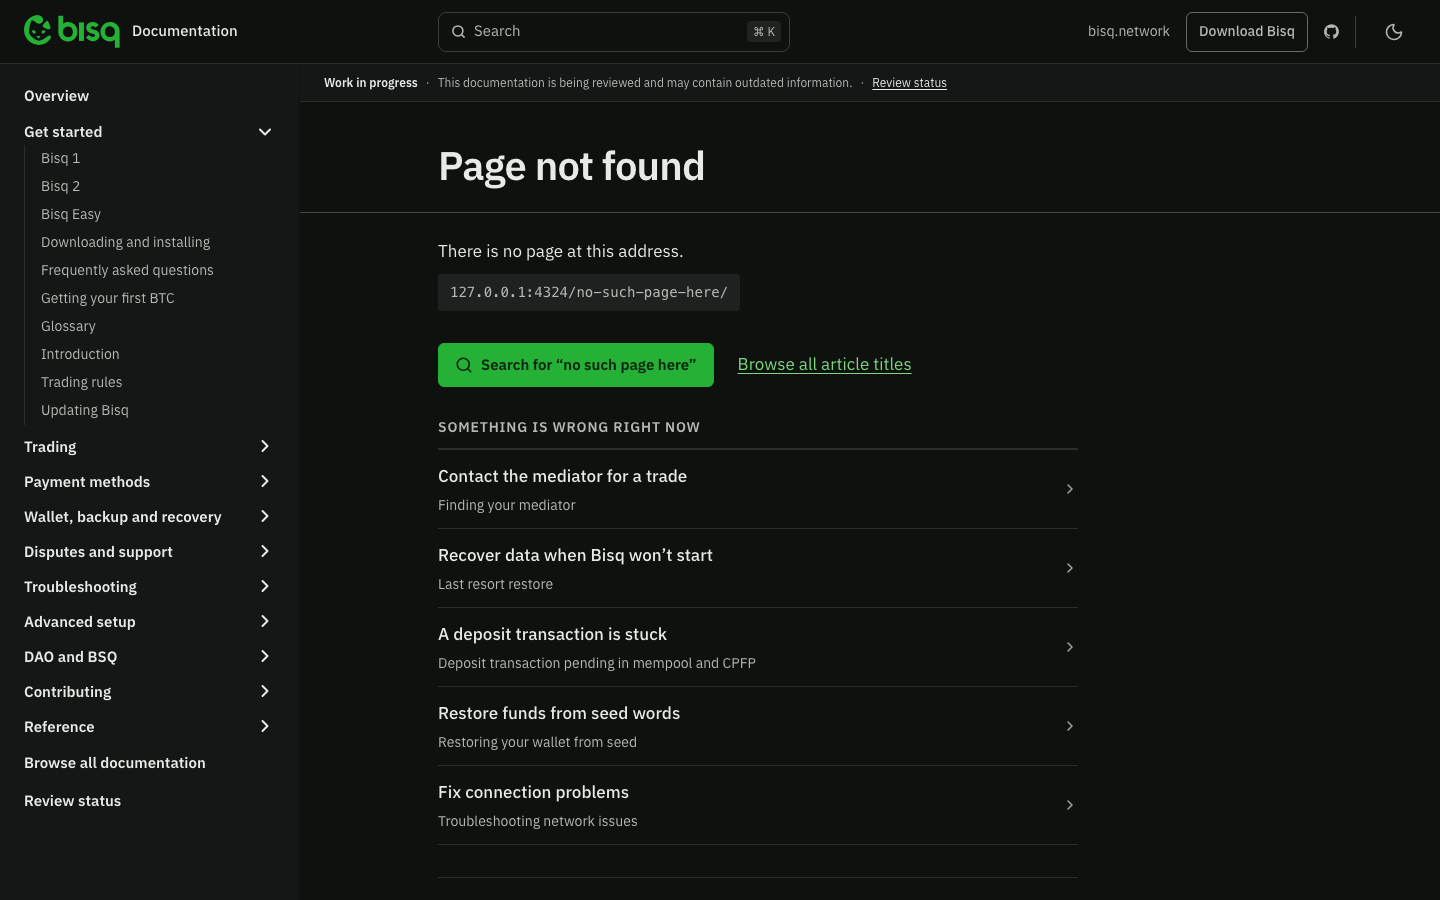 bisq Documentation
Search
⌘ K
bisq.network
Download Bisq
Work in progress · This documentation is being reviewed and may contain outdated information. · Review status
Overview
Get started
Bisq 1
Bisq 2
Bisq Easy
Downloading and installing
Frequently asked questions
Getting your first BTC
Glossary
Introduction
Trading rules
Updating Bisq
Trading
Payment methods
Wallet, backup and recovery
Disputes and support
Troubleshooting
Advanced setup
DAO and BSQ
Contributing
Reference
Browse all documentation
Review status
Page not found
There is no page at this address.
127.0.0.1:4324/no-such-page-here/
Search for “no such page here”
Browse all article titles
SOMETHING IS WRONG RIGHT NOW
Contact the mediator for a trade
Finding your mediator
Recover data when Bisq won’t start
Last resort restore
A deposit transaction is stuck
Deposit transaction pending in mempool and CPFP
Restore funds from seed words
Restoring your wallet from seed
Fix connection problems
Troubleshooting network issues